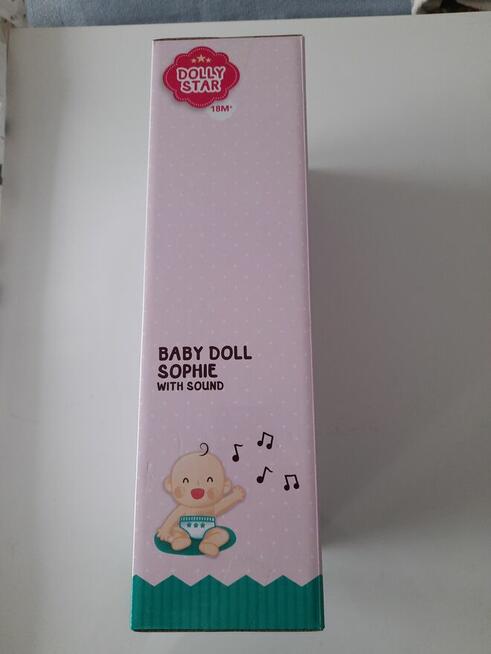 DOLLY
STAR
18M+
BABY DOLL
SOPHIE
WITH SOUND